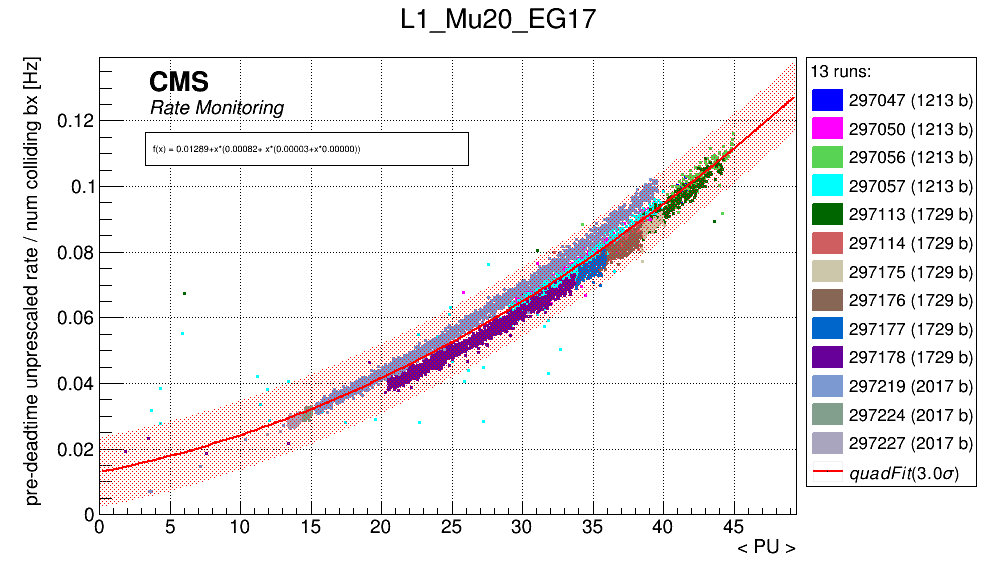 L1_Mu20_EG17
pre-deadtime unprescaled rate / num colliding bx [Hz]
CMS
Rate Monitoring
f(x) = 0.01289+x*(0.00082+ x*(0.00003+x*0.00000))
0.12
0.1
0.08
0.06
0.04
0.02
0
0 5 10 15 20 25 30 35 40 45
< PU >
13 runs:
297047 (1213 b)
297050 (1213 b)
297056 (1213 b)
297057 (1213 b)
297113 (1729 b)
297114 (1729 b)
297175 (1729 b)
297176 (1729 b)
297177 (1729 b)
297178 (1729 b)
297219 (2017 b)
297224 (2017 b)
297227 (2017 b)
quadFit(3.0σ)